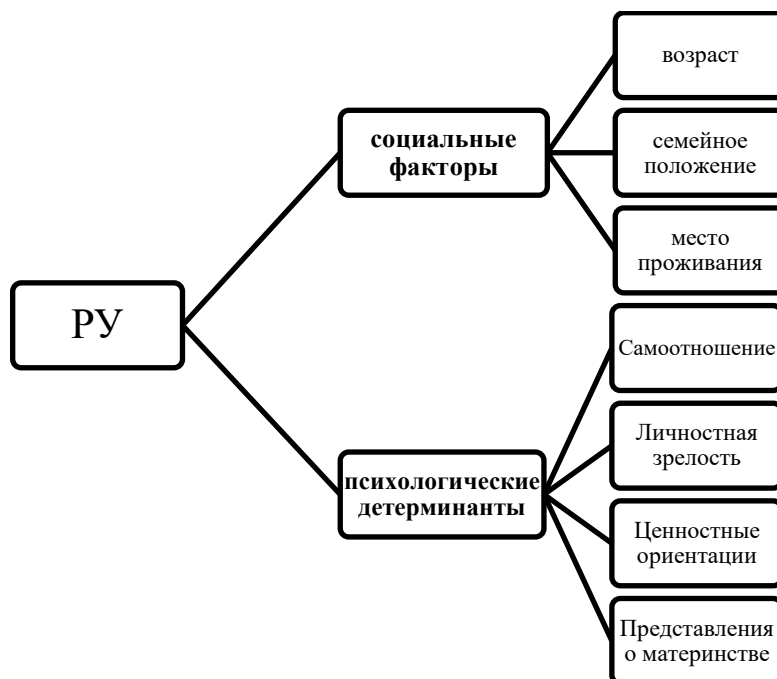 РУ
социальные
факторы
возраст
семейное
положение
место
проживания
психологические
детерминанты
Самоотношение
Личностная
зрелость
Ценностные
ориентации
Представления
о материнстве